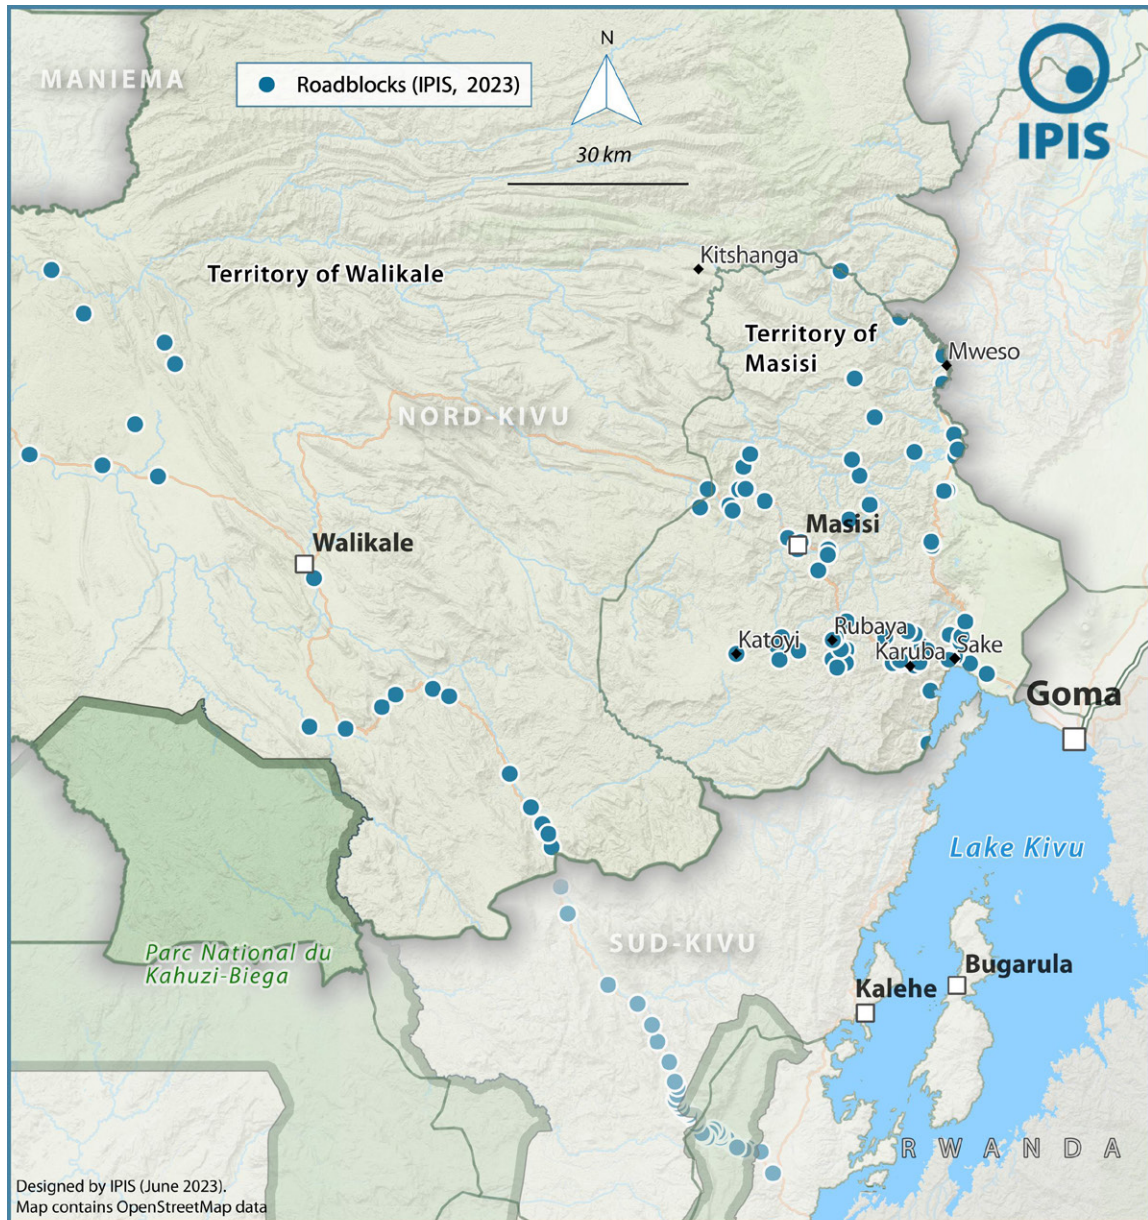 MANIEMA
Roadblocks (IPIS, 2023)
N
30 km
IPIS
Kitshanga
Territory of Walikale
Territory of
Masisi
Mweso
NORD-KIVU
Masisi
Walikale
Rubaya
Katoyi
Karuba
Sake
Goma
Lake Kivu
SUD-KIVU
Parc National du
Kahuzi-Biega
Bugarula
Kalehe
RWANDA
Designed by IPIS (June 2023).
Map contains OpenStreetMap data